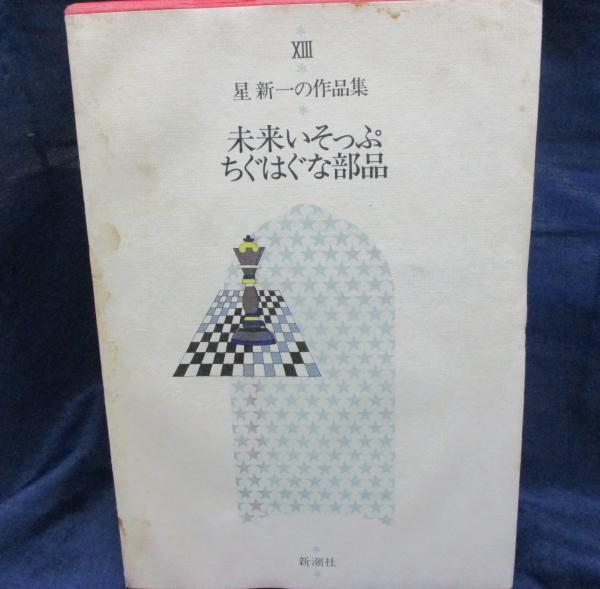 XIII
星新一の作品集
未来いそっぷ
ちぐはぐな部品
新潮社